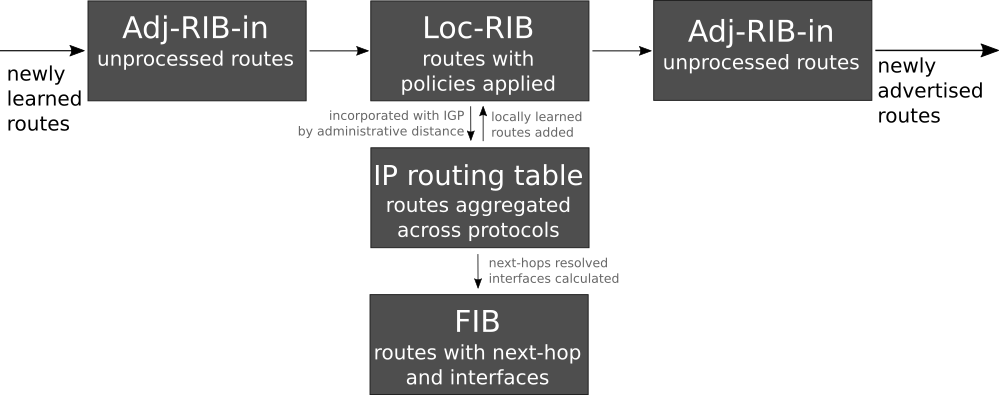 newly
learned
routes
Adj-RIB-in
unprocessed routes
Loc-RIB
routes with
policies applied
Adj-RIB-in
unprocessed routes
newly
advertised
routes
incorporated with IGP
by administrative distance
locally learned
routes added
IP routing table
routes aggregated
across protocols
next-hops resolved
interfaces calculated
FIB
routes with next-hop
and interfaces